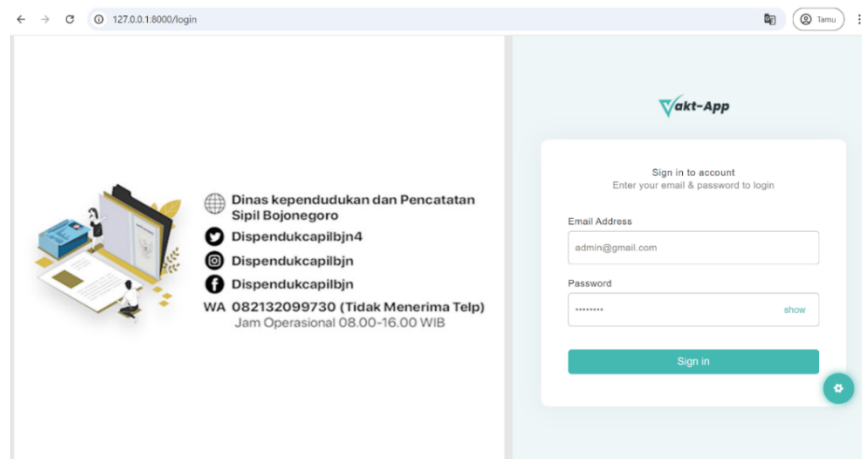 127.0.0.1:8000/login
Tamu
Dinas kependudukan dan Pencatatan
Sipil Bojonegoro
Dispendukcapilbjn4
Dispendukcapilbjn
Dispendukcapilbjn
WA 082132099730 (Tidak Menerima Telp)
Jam Operasional 08.00-16.00 WIB
Vakt-App
Sign in to account
Enter your email & password to login
Email Address
admin@gmail.com
Password
show
Sign in